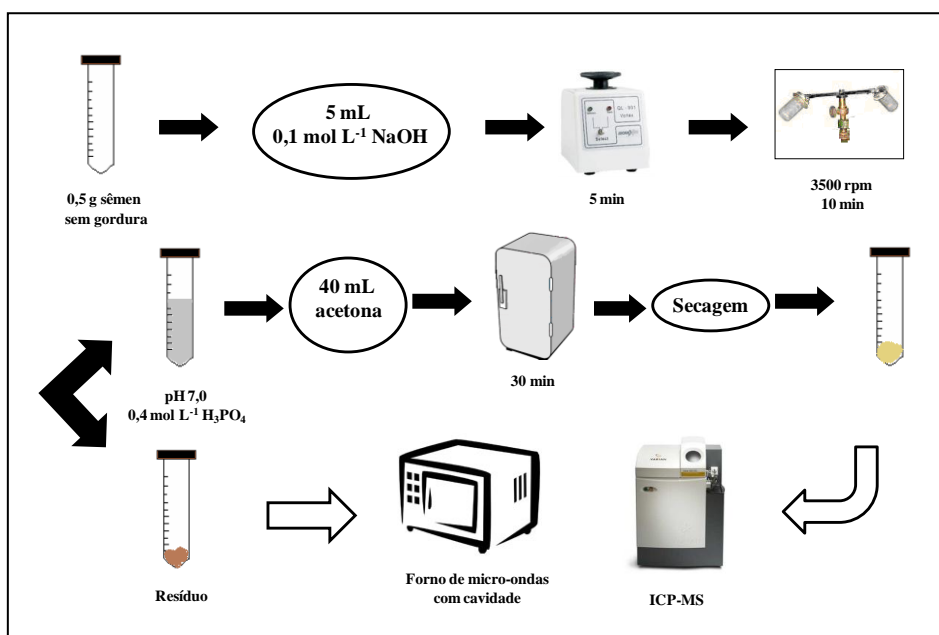 5 mL
0,1 mol L⁻¹ NaOH
0,5 g sêmen
sem gordura
5 min
3500 rpm
10 min
40 mL
acetona
Secagem
pH 7,0
0,4 mol L⁻¹ H₃PO₄
30 min
Resíduo
Forno de micro-ondas
com cavidade
ICP-MS